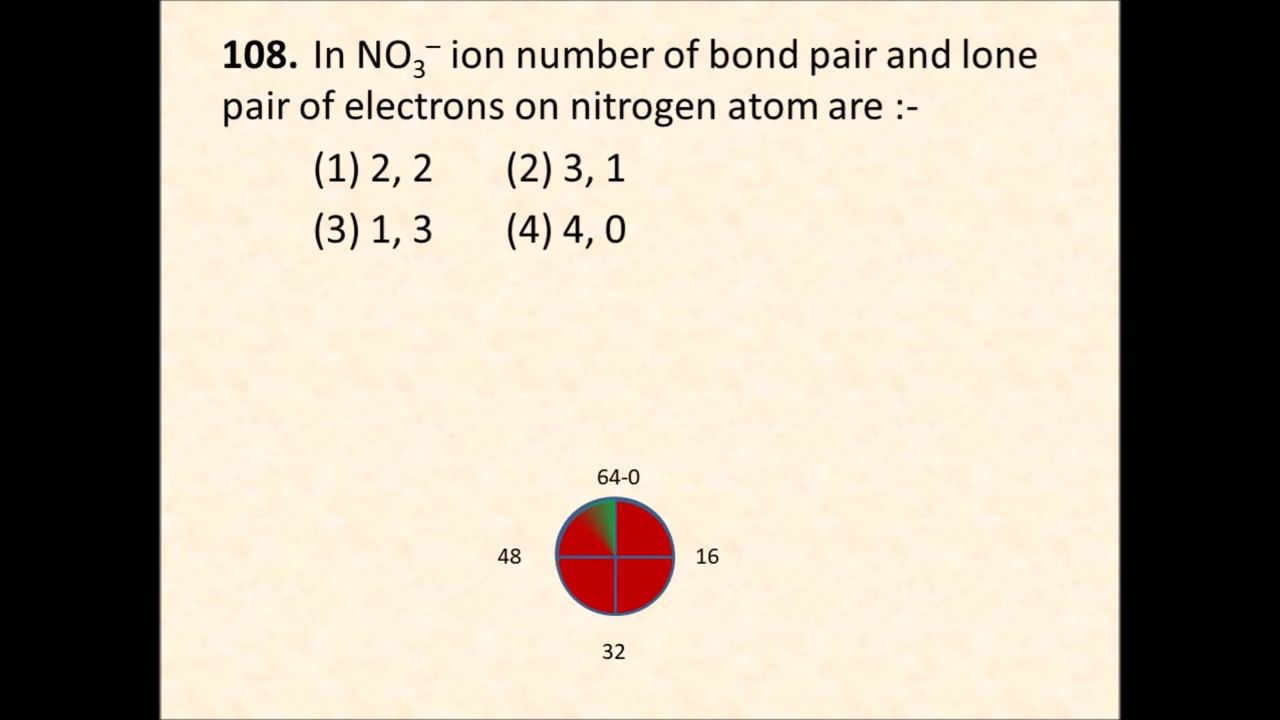 108. In NO₃⁻ ion number of bond pair and lone
pair of electrons on nitrogen atom are :-
(1) 2, 2 (2) 3, 1
(3) 1, 3 (4) 4, 0
64-0
48 16
32